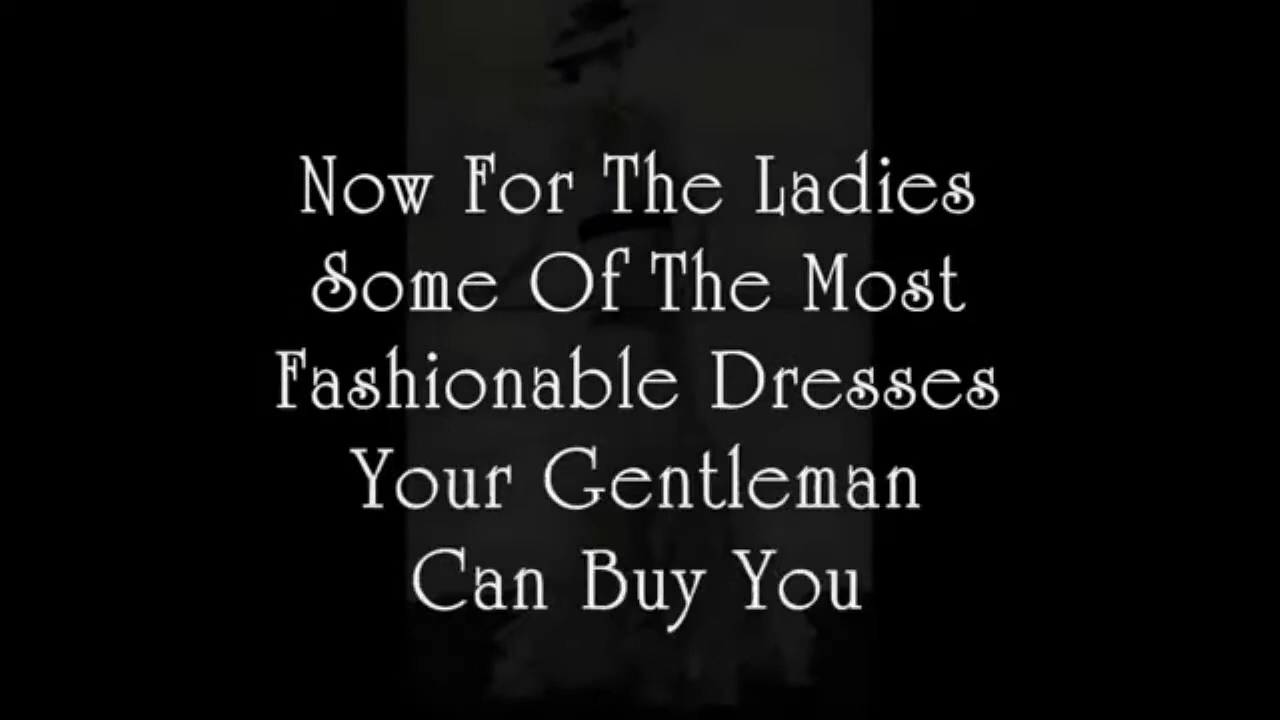 Now For The Ladies
Some Of The Most
Fashionable Dresses
Your Gentleman
Can Buy You